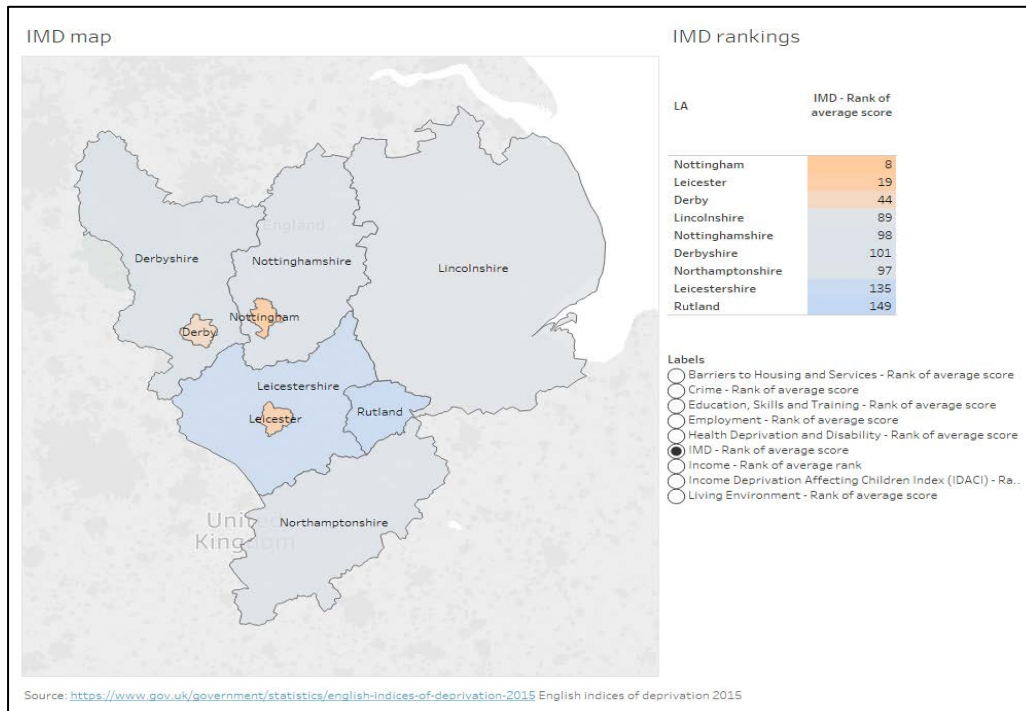 IMD map
England
Derbyshire
Nottinghamshire
Lincolnshire
Nottingham
Derby
Leicestershire
Rutland
Leicester
Northamptonshire
United
Kingdom
IMD rankings
LA
IMD - Rank of
average score
Nottingham 8
Leicester 19
Derby 44
Lincolnshire 89
Nottinghamshire 98
Derbyshire 101
Northamptonshire 97
Leicestershire 135
Rutland 149
Labels
Barriers to Housing and Services - Rank of average score
Crime - Rank of average score
Education, Skills and Training - Rank of average score
Employment - Rank of average score
Health Deprivation and Disability - Rank of average score
IMD - Rank of average score
Income - Rank of average rank
Income Deprivation Affecting Children Index (IDACI) - Ra..
Living Environment - Rank of average score
Source: https://www.gov.uk/government/statistics/english-indices-of-deprivation-2015 English indices of deprivation 2015